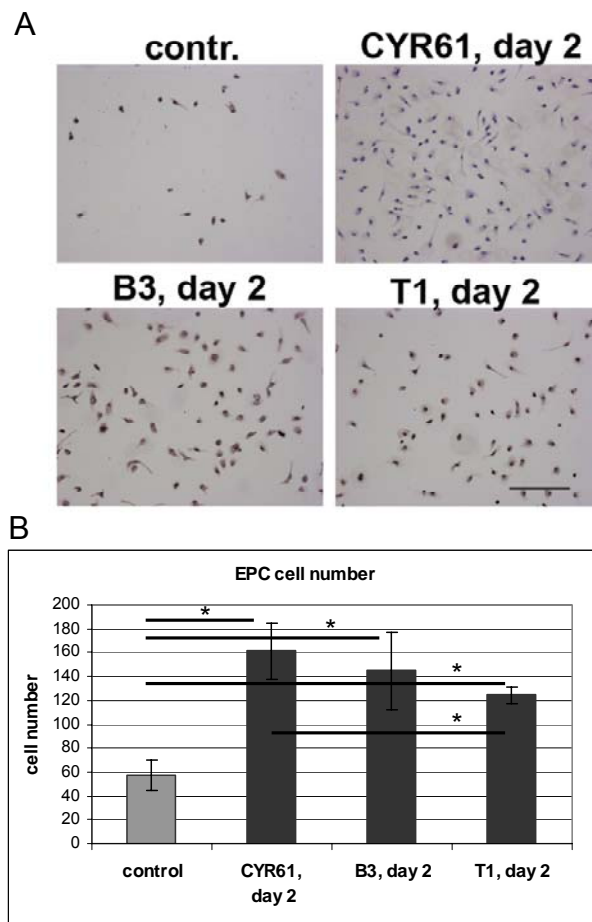 A
contr.
CYR61, day 2
B3, day 2
T1, day 2
B
EPC cell number
cell number
200
180
160
140
120
100
80
60
40
20
0
*
*
*
*
control
CYR61,
day 2
B3, day 2
T1, day 2